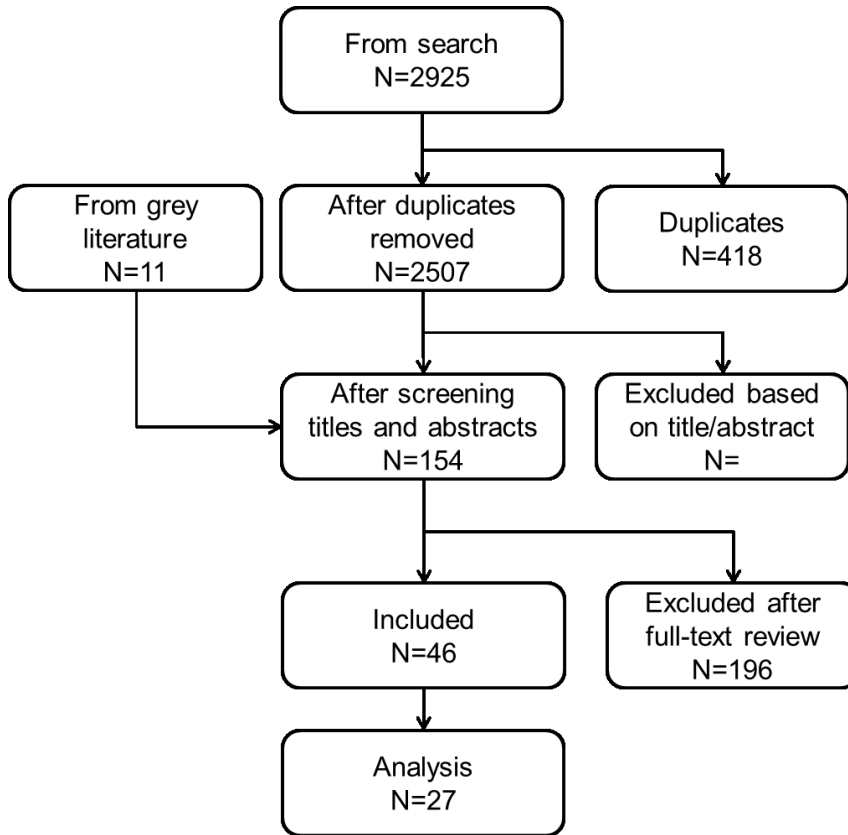 From search
N=2925
From grey
literature
N=11
After duplicates
removed
N=2507
Duplicates
N=418
After screening
titles and abstracts
N=154
Excluded based
on title/abstract
N=
Included
N=46
Excluded after
full-text review
N=196
Analysis
N=27